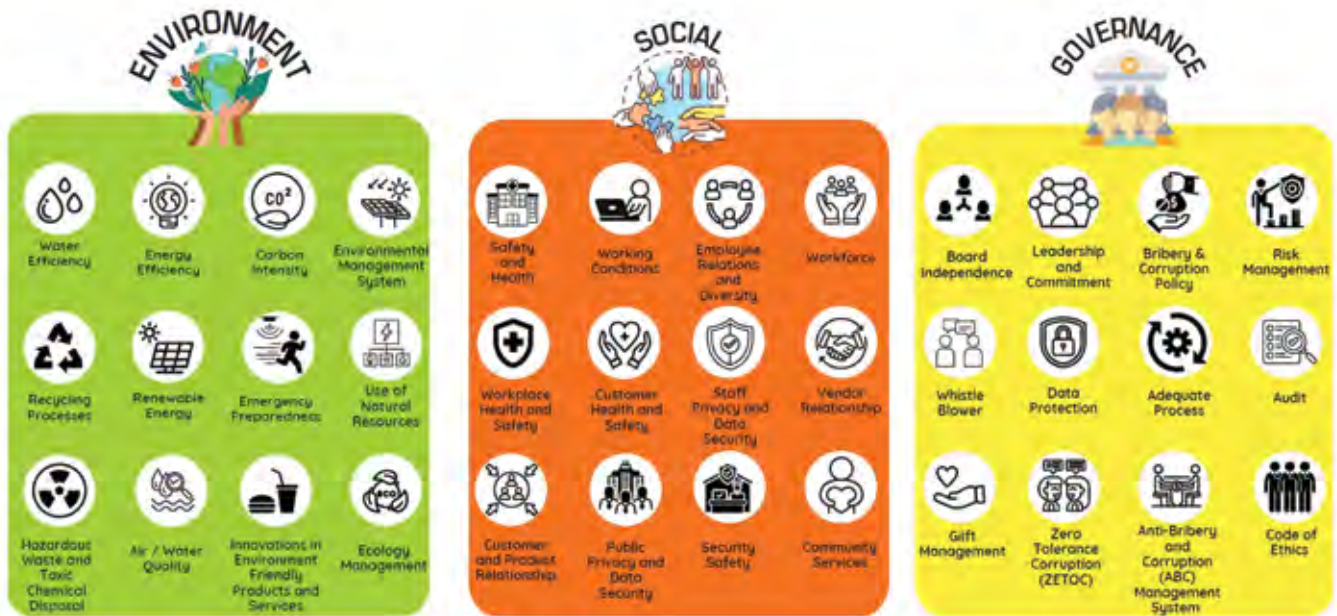 ENVIRONMENT
Water
Efficiency
Energy
Efficiency
CO²
Carbon
Intensity
Environmental
Management
System
Recycling
Processes
Renewable
Energy
Emergency
Preparedness
Use of
Natural
Resources
Hazardous
Waste and
Toxic
Chemical
Disposal
Air / Water
Quality
Innovations in
Environment
Friendly
Products and
Services
eco
Ecology
Management
SOCIAL
Safety
and
Health
Working
Conditions
Employee
Relations
and
Diversity
Workforce
Workplace
Health and
Safety
Customer
Health and
Safety
Staff
Privacy and
Data
Security
Vendor
Relationship
Customer
and Product
Relationship
Public
Privacy and
Data
Security
Security
Safety
Community
Services
GOVERNANCE
Board
Independence
Leadership
and
Commitment
Bribery &
Corruption
Policy
Risk
Management
Whistle
Blower
Data
Protection
Adequate
Process
Audit
Gift
Management
Zero
Tolerance
Corruption
(ZETOC)
Anti-Bribery
and
Corruption
(ABC)
Management
System
Code of
Ethics